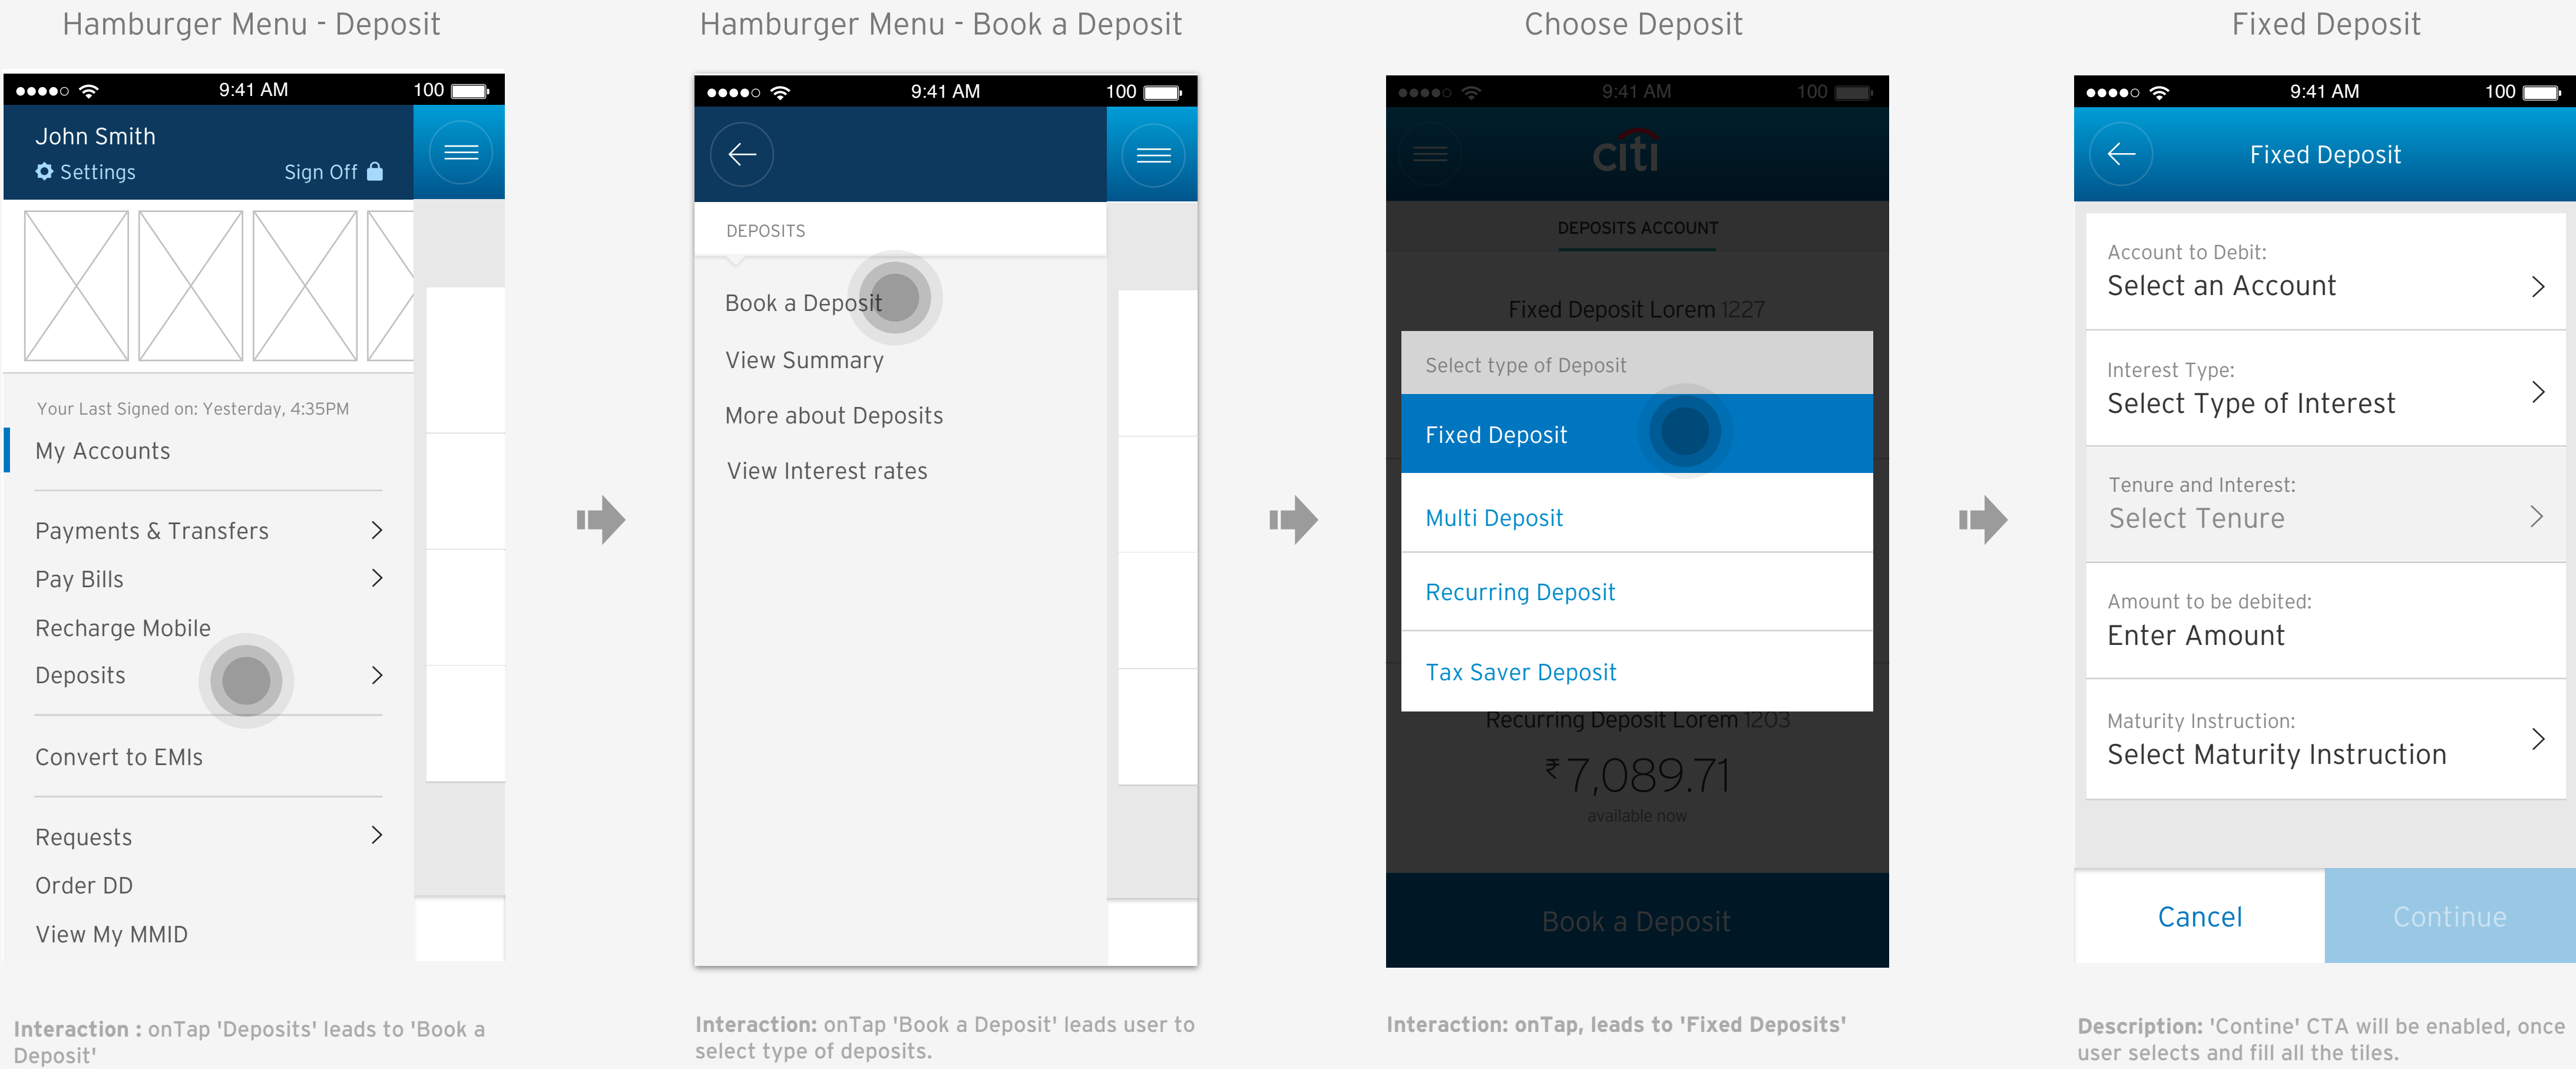 Hamburger Menu - Deposit
9:41 AM
100
John Smith
Settings
Sign Off
Your Last Signed on: Yesterday, 4:35PM
My Accounts
Payments & Transfers
Pay Bills
Recharge Mobile
Deposits
Convert to EMIs
Requests
Order DD
View My MMID
Interaction : onTap 'Deposits' leads to 'Book a
Deposit'
Hamburger Menu - Book a Deposit
9:41 AM
100
DEPOSITS
Book a Deposit
View Summary
More about Deposits
View Interest rates
Interaction: onTap 'Book a Deposit' leads user to
select type of deposits.
Choose Deposit
9:41 AM
100
citi
DEPOSITS ACCOUNT
Fixed Deposit Lorem 1227
Select type of Deposit
Fixed Deposit
Multi Deposit
Recurring Deposit
Tax Saver Deposit
Recurring Deposit Lorem 1203
₹7,089.71
available now
Book a Deposit
Interaction: onTap, leads to 'Fixed Deposits'
Fixed Deposit
9:41 AM
100
Fixed Deposit
Account to Debit:
Select an Account
Interest Type:
Select Type of Interest
Tenure and Interest:
Select Tenure
Amount to be debited:
Enter Amount
Maturity Instruction:
Select Maturity Instruction
Cancel
Continue
Description: 'Contine' CTA will be enabled, once
user selects and fill all the tiles.